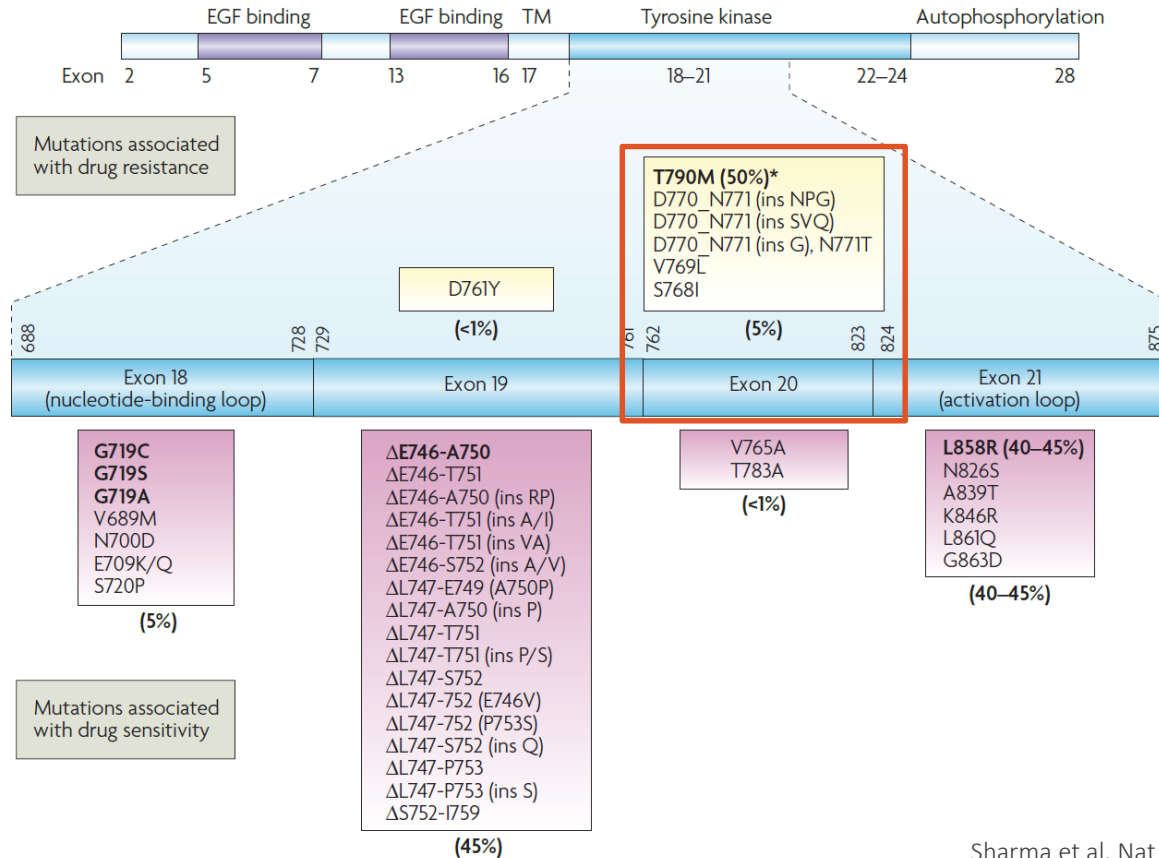 EGF binding EGF binding TM Tyrosine kinase Autophosphorylation
Exon 2 5 7 13 16 17 18–21 22–24 28
Mutations associated
with drug resistance
T790M (50%)*
D770_N771 (ins NPG)
D770_N771 (ins SVQ)
D770_N771 (ins G), N771T
V769L
S768I
(5%)
D761Y
(<1%)
688 728 729 761 762 823 824 875
Exon 18
(nucleotide-binding loop)
Exon 19
Exon 20
Exon 21
(activation loop)
G719C
G719S
G719A
V689M
N700D
E709K/Q
S720P
(5%)
ΔE746-A750
ΔE746-T751
ΔE746-A750 (ins RP)
ΔE746-T751 (ins A/I)
ΔE746-T751 (ins VA)
ΔE746-S752 (ins A/V)
ΔL747-E749 (A750P)
ΔL747-A750 (ins P)
ΔL747-T751
ΔL747-T751 (ins P/S)
ΔL747-S752
ΔL747-752 (E746V)
ΔL747-752 (P753S)
ΔL747-S752 (ins Q)
ΔL747-P753
ΔL747-P753 (ins S)
ΔS752-I759
(45%)
V765A
T783A
(<1%)
L858R (40–45%)
N826S
A839T
K846R
L861Q
G863D
(40–45%)
Mutations associated
with drug sensitivity
Sharma et al. Nat